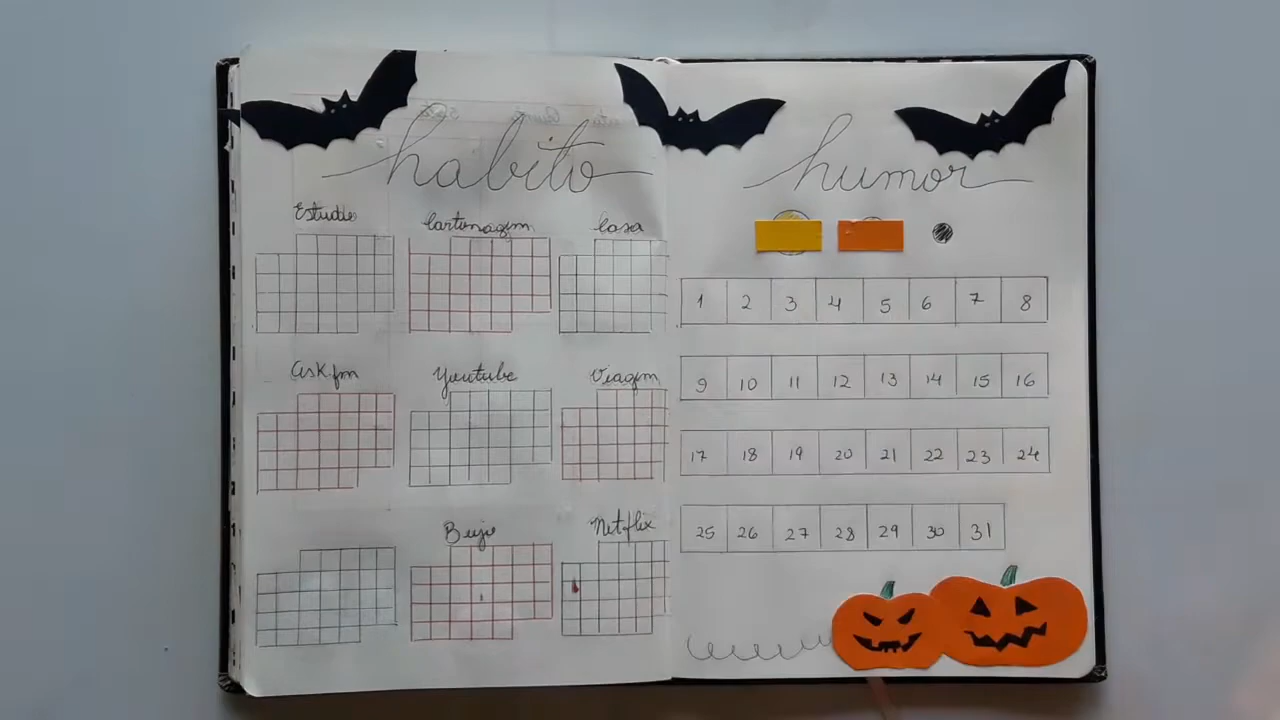 habito
Estudo
Cartonagem
Casa
Ask.fm
Youtube
Viagem
Beijo
Netflix
humor
1 2 3 4 5 6 7 8
9 10 11 12 13 14 15 16
17 18 19 20 21 22 23 24
25 26 27 28 29 30 31